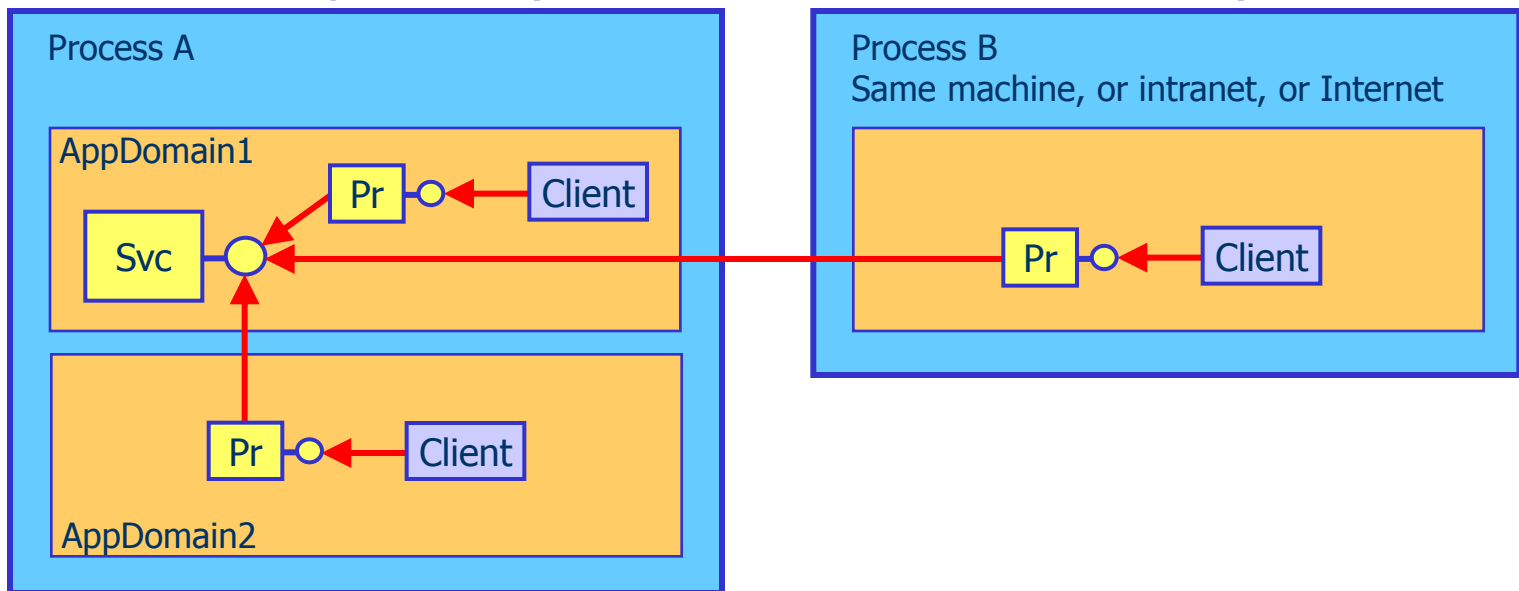 Process A
AppDomain1
Pr
Client
Svc
Pr
Client
AppDomain2
Process B
Same machine, or intranet, or Internet
Pr
Client